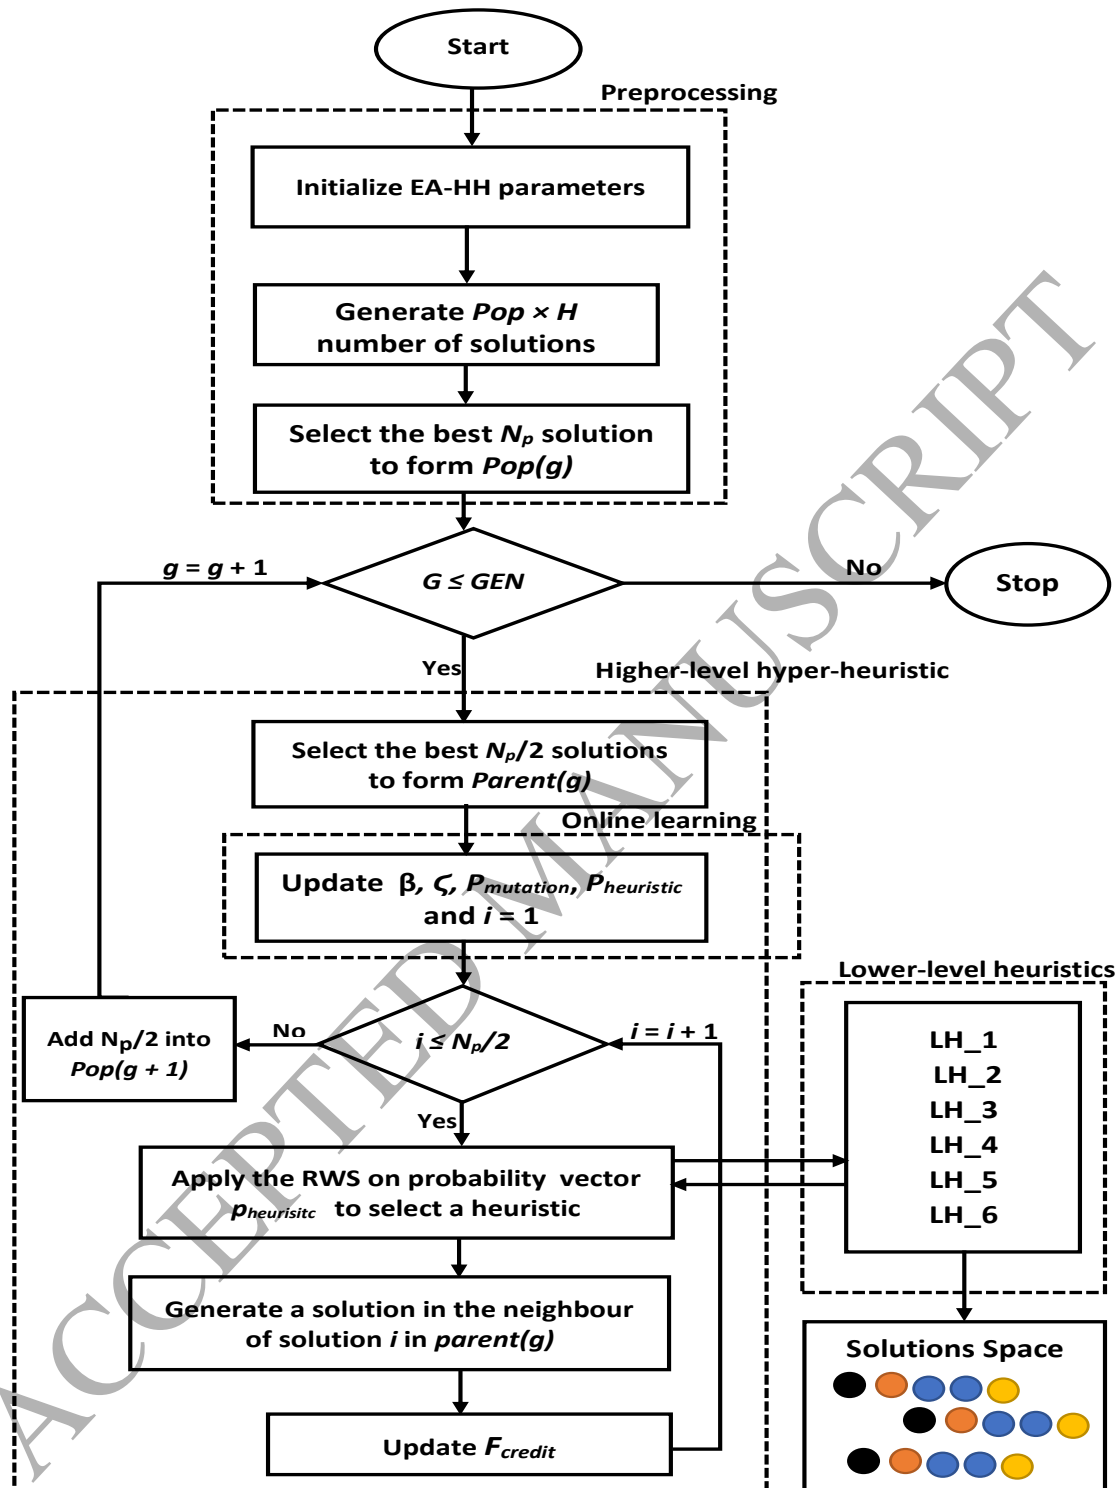 Start
Preprocessing
Initialize EA-HH parameters
Generate Pop × H
number of solutions
Select the best Np solution
to form Pop(g)
g = g + 1
G ≤ GEN
No
Stop
Yes
Higher-level hyper-heuristic
Select the best Np/2 solutions
to form Parent(g)
Online learning
Update β, ζ, Pmutation, Pheuristic
and i = 1
Lower-level heuristics
Add Np/2 into
Pop(g + 1)
No
i ≤ Np/2
i = i + 1
Yes
LH_1
LH_2
LH_3
LH_4
LH_5
LH_6
Apply the RWS on probability vector
pheurisitc to select a heuristic
Generate a solution in the neighbour
of solution i in parent(g)
Update Fcredit
Solutions Space
ACCEPTED MANUSCRIPT